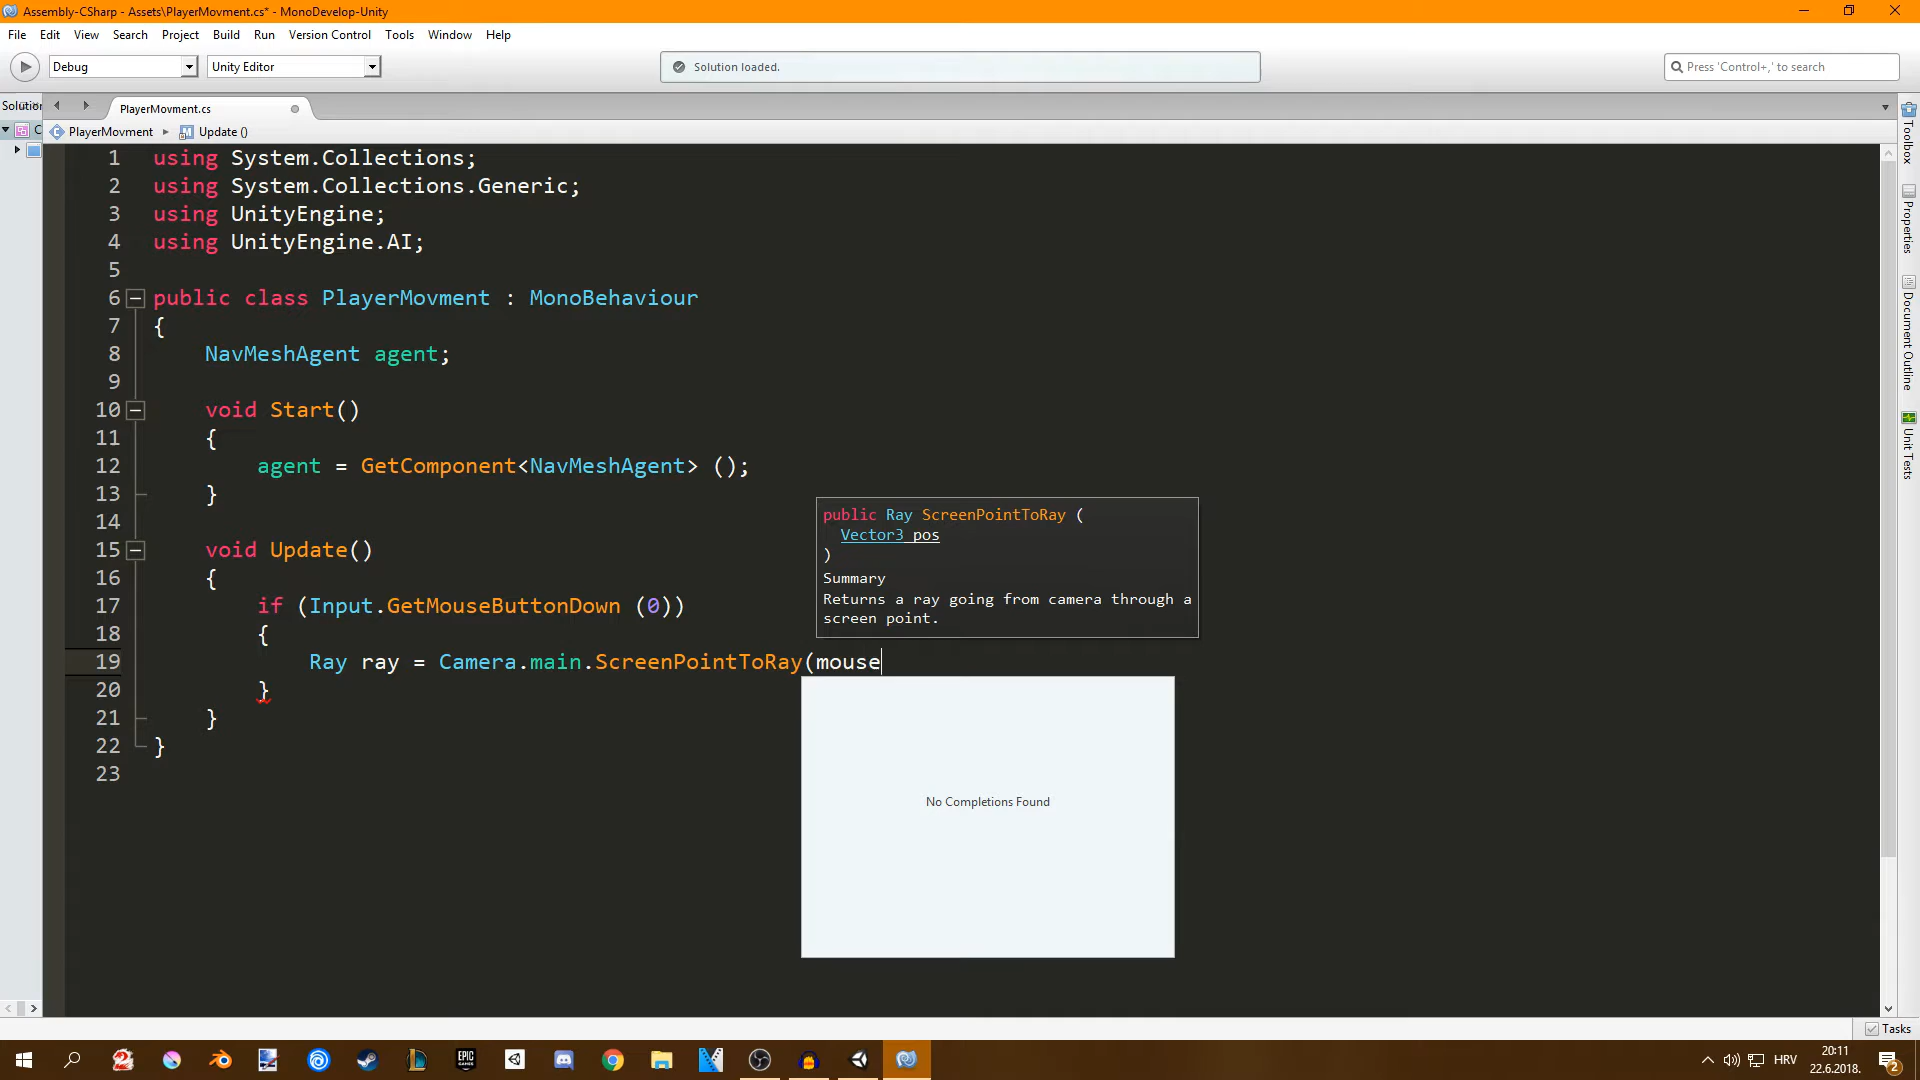 Assembly-CSharp - Assets\PlayerMovment.cs* - MonoDevelop-Unity
File Edit View Search Project Build Run Version Control Tools Window Help
Debug Unity Editor Solution loaded. Press 'Control+,' to search
Solution PlayerMovment.cs
C PlayerMovment Update ()
1 using System.Collections;
2 using System.Collections.Generic;
3 using UnityEngine;
4 using UnityEngine.AI;
5
6 public class PlayerMovment : MonoBehaviour
7 {
8 NavMeshAgent agent;
9
10 void Start()
11 {
12 agent = GetComponent<NavMeshAgent> ();
13 }
14
15 void Update()
16 {
17 if (Input.GetMouseButtonDown (0))
18 {
19 Ray ray = Camera.main.ScreenPointToRay(mouse
20 }
21 }
22 }
23
public Ray ScreenPointToRay (
Vector3 pos
)
Summary
Returns a ray going from camera through a
screen point.
No Completions Found
Toolbox
Properties
Document Outline
Unit Tests
Tasks
EPIC GAMES
HRV
20:11
22.6.2018.
2